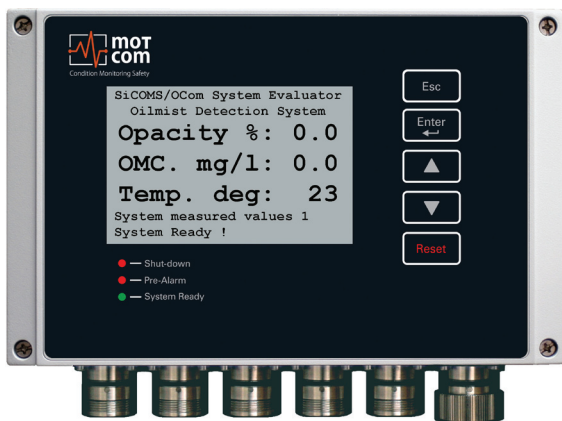 moT
com
Condition Monitoring Safety
SiCOMS/OCom System Evaluator
Oilmist Detection System
Opacity %: 0.0
OMC. mg/l: 0.0
Temp. deg: 23
System measured values 1
System Ready !
Esc
Enter
Reset
Shut-down
Pre-Alarm
System Ready